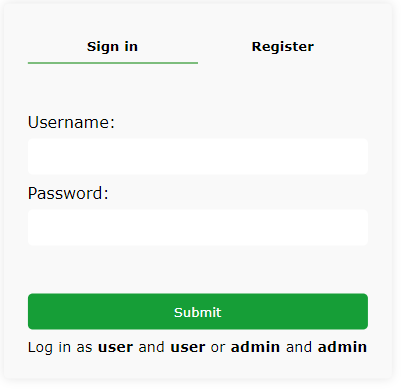 Sign in Register
Username:
Password:
Submit
Log in as user and user or admin and admin